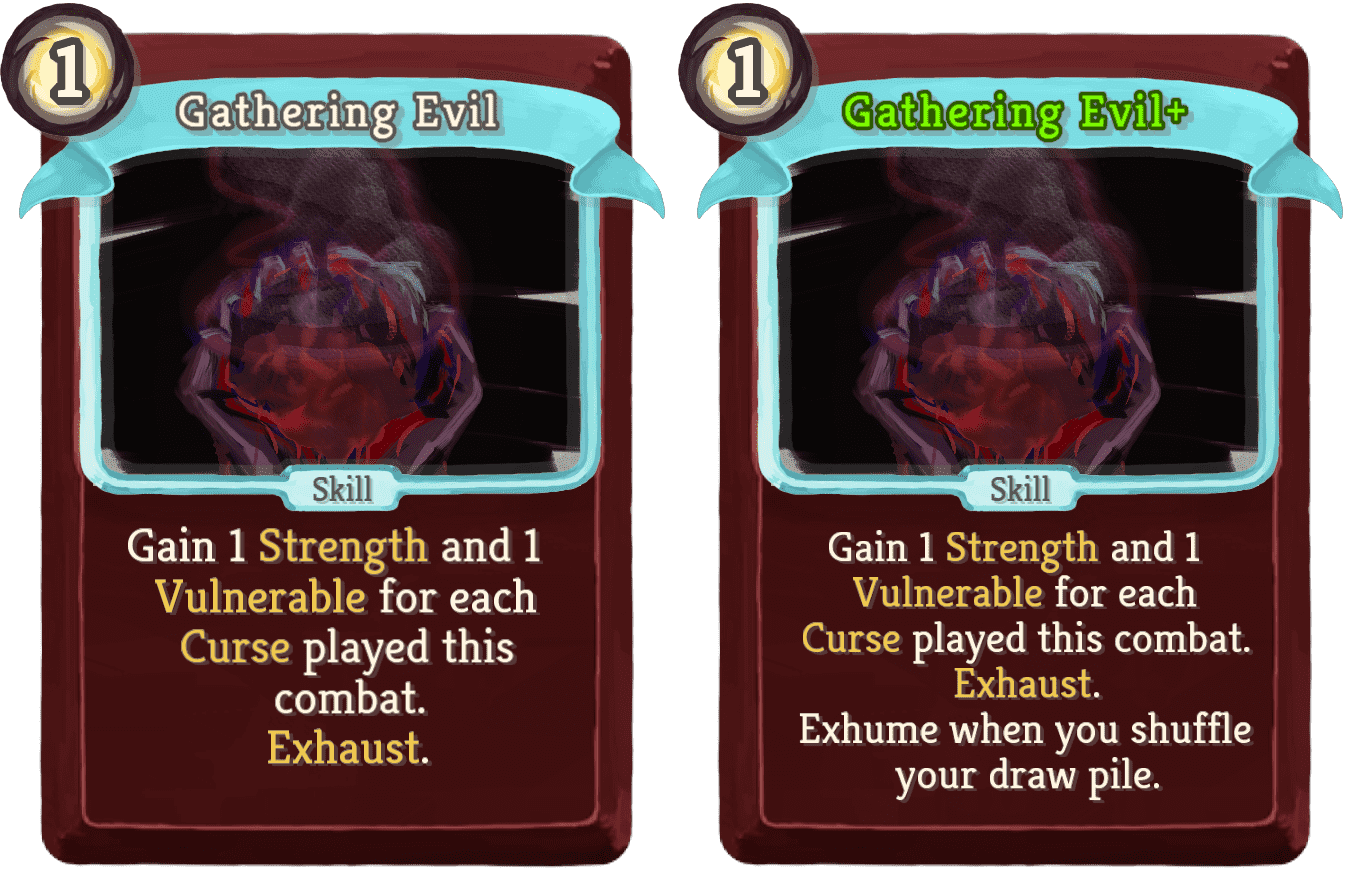 1
Gathering Evil
Skill
Gain 1 Strength and 1
Vulnerable for each
Curse played this
combat.
Exhaust.
1
Gathering Evil+
Skill
Gain 1 Strength and 1
Vulnerable for each
Curse played this combat.
Exhaust.
Exhume when you shuffle
your draw pile.